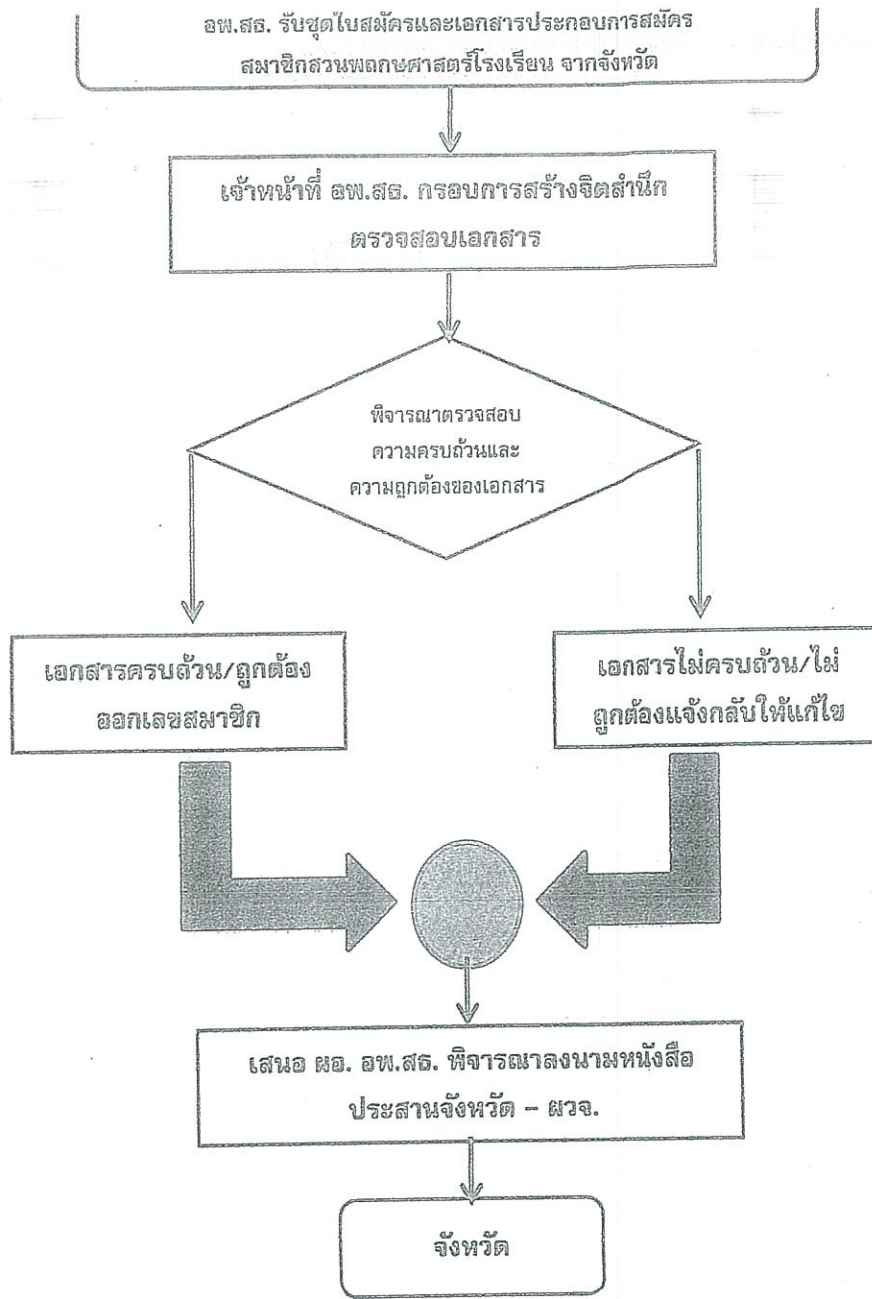 อพ.สธ. รับชุดใบสมัครและเอกสารประกอบการสมัคร
สมาชิกสวนพฤกษศาสตร์โรงเรียน จากจังหวัด
เจ้าหน้าที่ อพ.สธ. กรอบการสร้างจิตสำนึก
ตรวจสอบเอกสาร
พิจารณาตรวจสอบ
ความครบถ้วนและ
ความถูกต้องของเอกสาร
เอกสารครบถ้วน/ถูกต้อง
ออกเลขสมาชิก
เอกสารไม่ครบถ้วน/ไม่
ถูกต้องแจ้งกลับให้แก้ไข
เสนอ ผอ. อพ.สธ. พิจารณาลงนามหนังสือ
ประสานจังหวัด – ผวจ.
จังหวัด